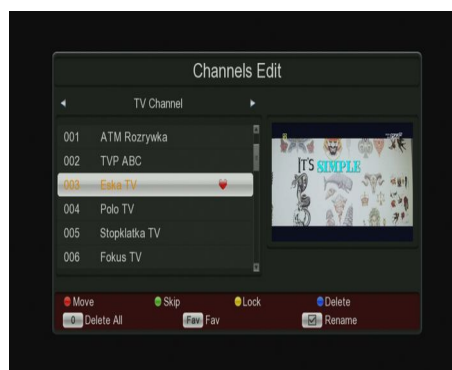 Channels Edit
TV Channel
001 ATM Rozrywka
002 TVP ABC
003 Eska TV
004 Polo TV
005 Stopklatka TV
006 Fokus TV
IT'S SIMPLE
Move Skip Lock Delete
0 Delete All Fav Fav Rename